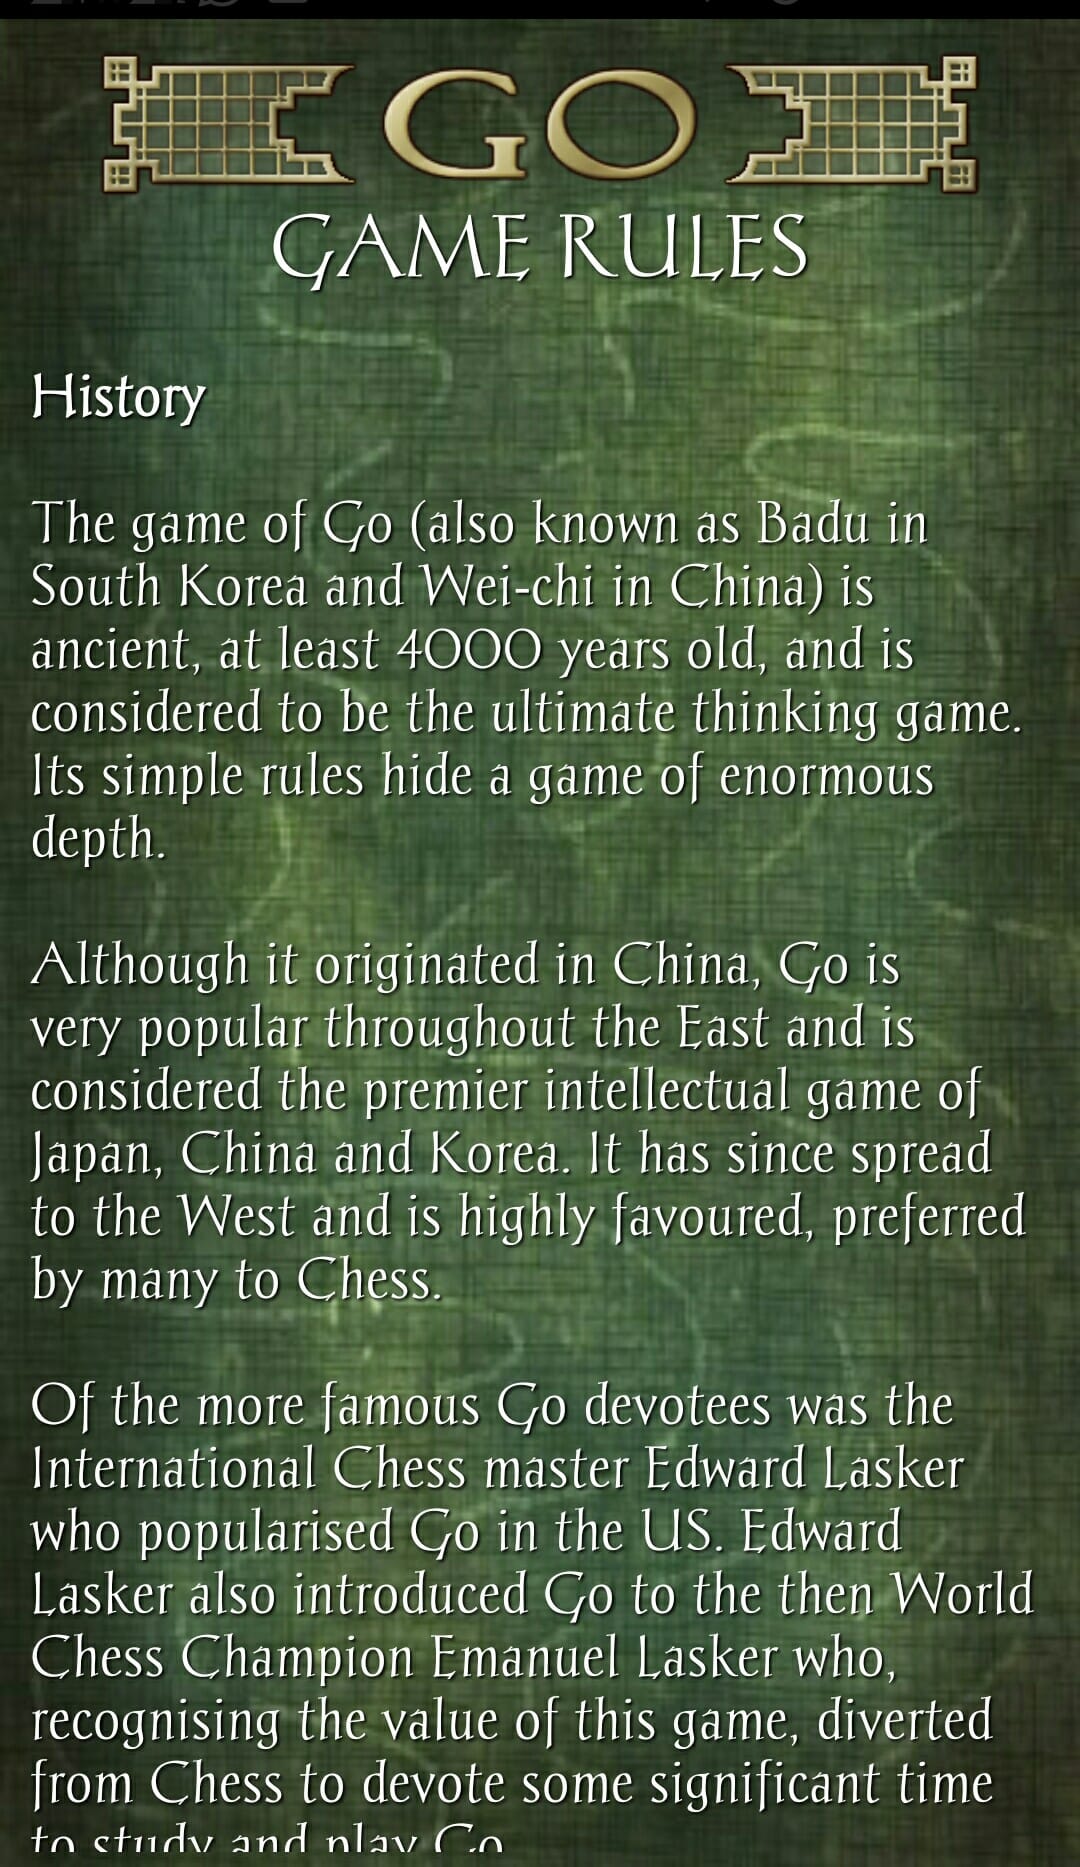 GO
GAME RULES
History
The game of Go (also known as Badu in
South Korea and Wei-chi in China) is
ancient, at least 4000 years old, and is
considered to be the ultimate thinking game.
Its simple rules hide a game of enormous
depth.
Although it originated in China, Go is
very popular throughout the East and is
considered the premier intellectual game of
Japan, China and Korea. It has since spread
to the West and is highly favoured, preferred
by many to Chess.
Of the more famous Go devotees was the
International Chess master Edward Lasker
who popularised Go in the US. Edward
Lasker also introduced Go to the then World
Chess Champion Emanuel Lasker who,
recognising the value of this game, diverted
from Chess to devote some significant time
to study and play Go